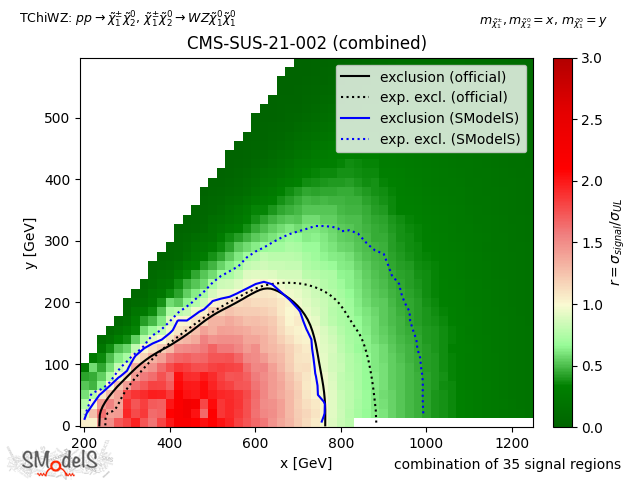 TChiWZ: pp → χ̃₁^± χ̃₂⁰, χ̃₁^± χ̃₂⁰ → WZχ̃₁⁰χ̃₁⁰
m_χ̃₁^±, m_χ̃₂⁰ = x, m_χ̃₁⁰ = y
CMS-SUS-21-002 (combined)
exclusion (official)
exp. excl. (official)
exclusion (SModelS)
exp. excl. (SModelS)
y [GeV]
500
400
300
200
100
0
200 400 600 800 1000 1200
x [GeV]
3.0
2.5
2.0
1.5
1.0
0.5
0.0
r = σ_signal/σ_UL
SModelS
combination of 35 signal regions